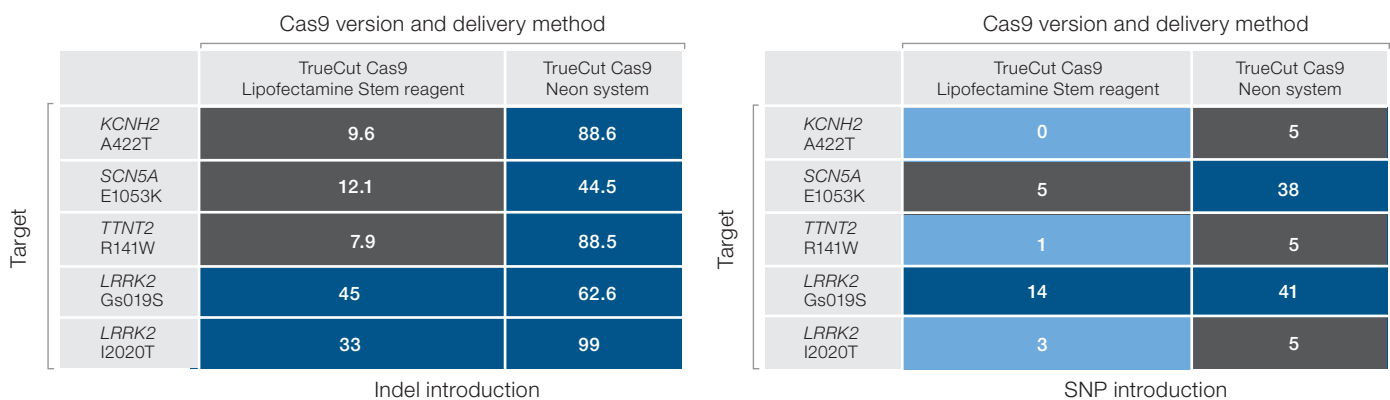 Cas9 version and delivery method
TrueCut Cas9
Lipofectamine Stem reagent
TrueCut Cas9
Neon system
Target
KCNH2
A422T
9.6
88.6
SCN5A
E1053K
12.1
44.5
TTNT2
R141W
7.9
88.5
LRRK2
Gs019S
45
62.6
LRRK2
I2020T
33
99
Indel introduction
Cas9 version and delivery method
TrueCut Cas9
Lipofectamine Stem reagent
TrueCut Cas9
Neon system
Target
KCNH2
A422T
0
5
SCN5A
E1053K
5
38
TTNT2
R141W
1
5
LRRK2
Gs019S
14
41
LRRK2
I2020T
3
5
SNP introduction